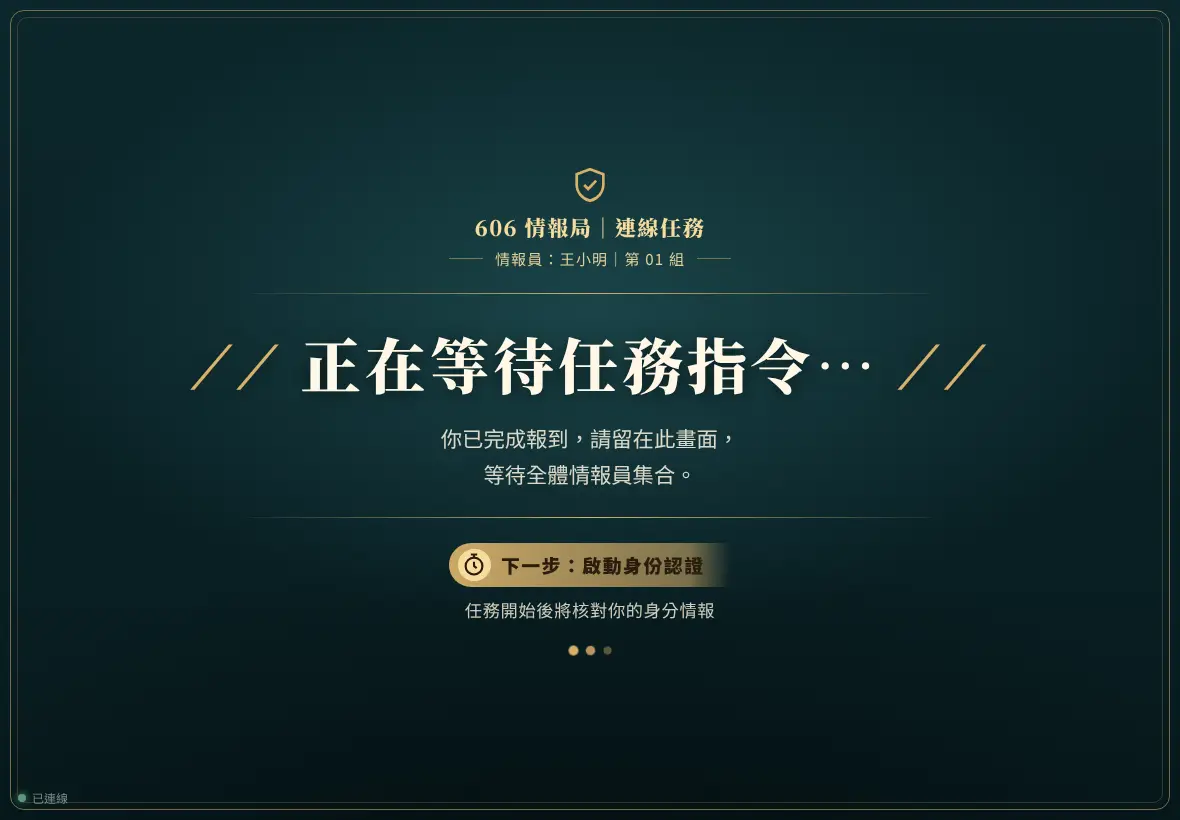 606 情報局｜連線任務
情報員：王小明｜第 01 組
// 正在等待任務指令⋯ //
你已完成報到，請留在此畫面，
等待全體情報員集合。
下一步：啟動身份認證
任務開始後將核對你的身分情報
已連線